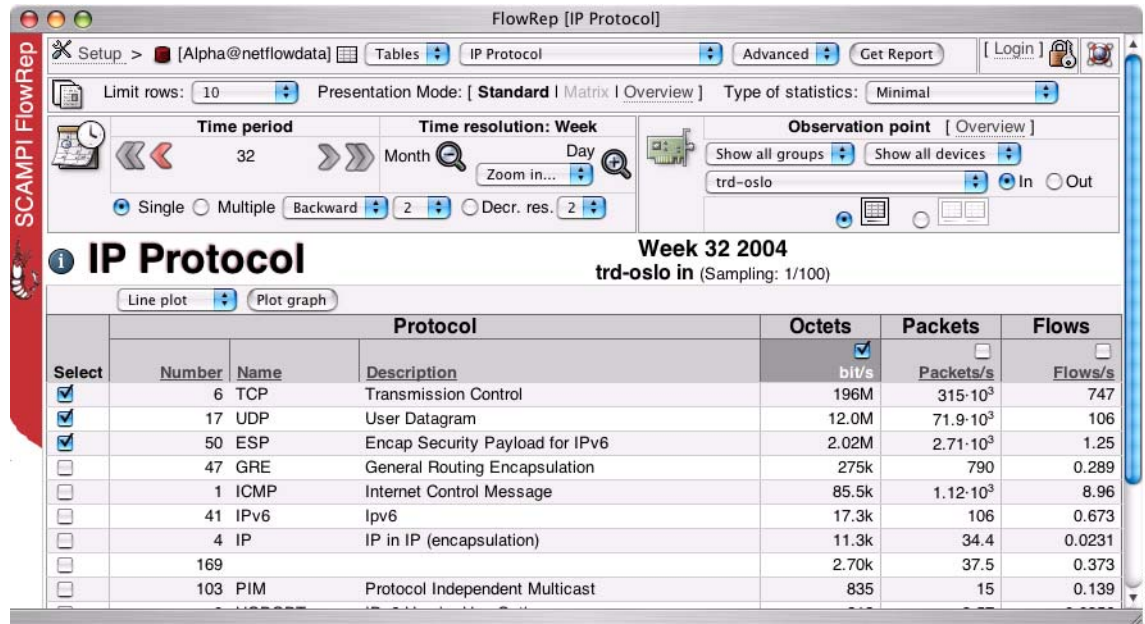 FlowRep [IP Protocol]
SCAMPI FlowRep
Setup > [Alpha@netflowdata] Tables IP Protocol Advanced Get Report [ Login ]
Limit rows: 10 Presentation Mode: [ Standard | Matrix | Overview ] Type of statistics: Minimal
Time period Time resolution: Week Observation point [ Overview ]
32 Month Day Show all groups Show all devices
Zoom in... trd-oslo In Out
Single Multiple Backward 2 Decr. res. 2
IP Protocol
Week 32 2004
trd-oslo in (Sampling: 1/100)
Line plot Plot graph
Protocol Octets Packets Flows
Select Number Name Description bit/s Packets/s Flows/s
6 TCP Transmission Control 196M 315·10³ 747
17 UDP User Datagram 12.0M 71.9·10³ 106
50 ESP Encap Security Payload for IPv6 2.02M 2.71·10³ 1.25
47 GRE General Routing Encapsulation 275k 790 0.289
1 ICMP Internet Control Message 85.5k 1.12·10³ 8.96
41 IPv6 Ipv6 17.3k 106 0.673
4 IP IP in IP (encapsulation) 11.3k 34.4 0.0231
169 2.70k 37.5 0.373
103 PIM Protocol Independent Multicast 835 15 0.139